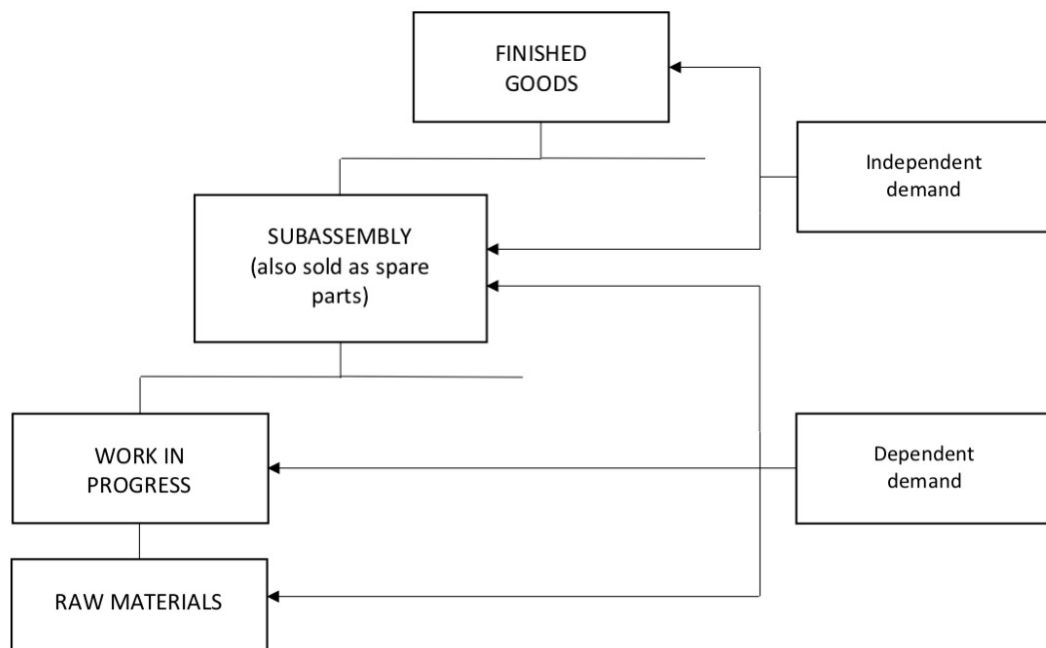 FINISHED
GOODS
Independent
demand
SUBASSEMBLY
(also sold as spare
parts)
WORK IN
PROGRESS
Dependent
demand
RAW MATERIALS